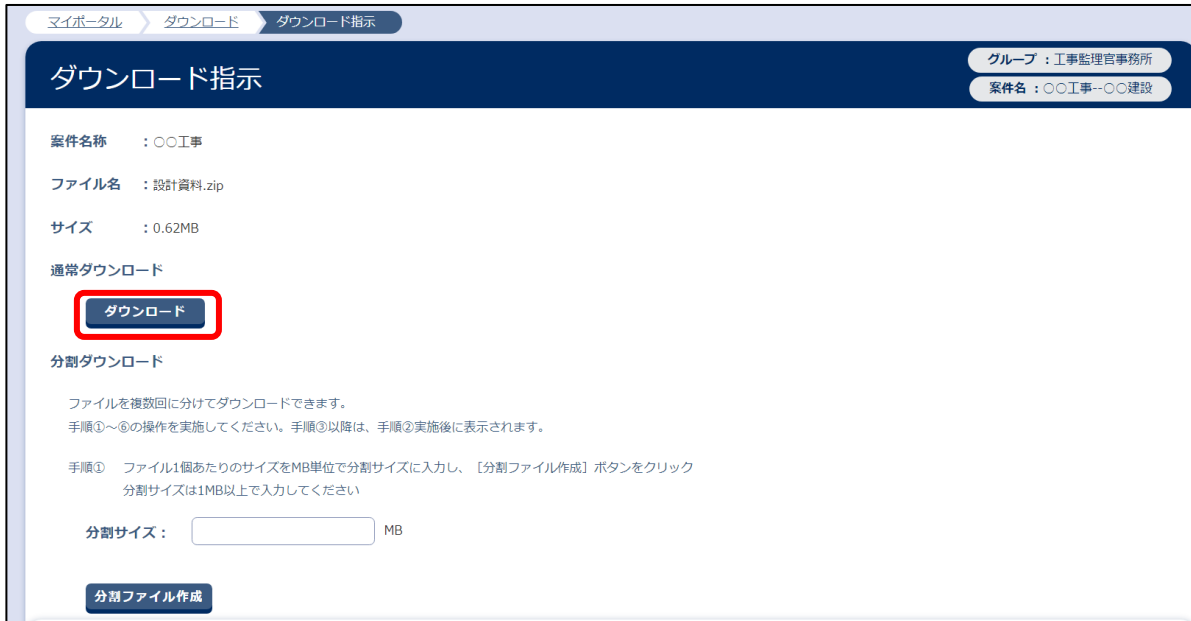 マイポータル ダウンロード ダウンロード指示
ダウンロード指示
グループ ：工事監理官事務所
案件名 ：○○工事--○○建設
案件名称 ：○○工事
ファイル名 ：設計資料.zip
サイズ ：0.62MB
通常ダウンロード
ダウンロード
分割ダウンロード
ファイルを複数回に分けてダウンロードできます。
手順①～⑥の操作を実施してください。手順③以降は、手順②実施後に表示されます。
手順① ファイル1個あたりのサイズをMB単位で分割サイズに入力し、［分割ファイル作成］ボタンをクリック
分割サイズは1MB以上で入力してください
分割サイズ： MB
分割ファイル作成